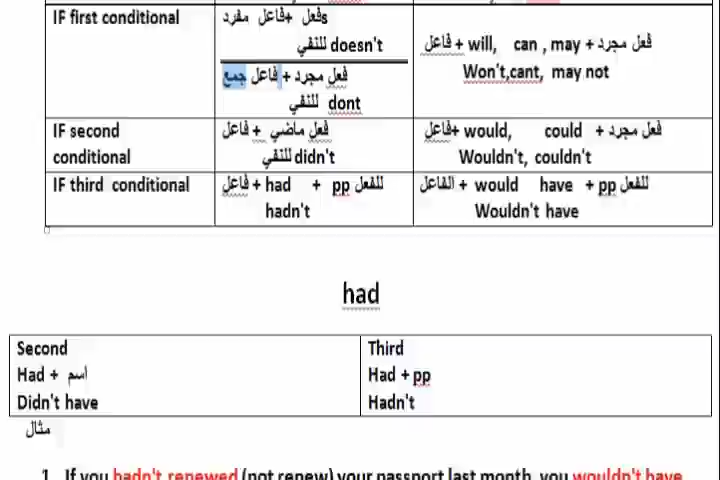 IF first conditional
فعلs+ فاعل مفرد
للنفي doesn't
فعل مجرد + فاعل جمع
للنفي dont
فاعل + will, can , may + فعل مجرد
Won't,cant, may not
IF second conditional
فعل ماضي + فاعل
للنفي didn't
فاعل+ would, could + فعل مجرد
Wouldn't, couldn't
IF third conditional
فاعل + had + pp للفعل
hadn't
الفاعل + would have + pp للفعل
Wouldn't have
had
Second
Had + اسم
Didn't have
Third
Had + pp
Hadn't
مثال
1. If you hadn't renewed (not renew) your passport last month, you wouldn't have